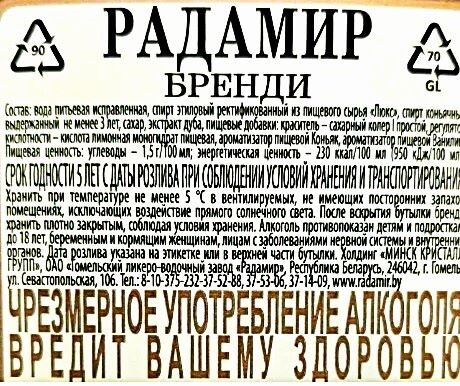 РАДАМИР
90
70
GL
БРЕНДИ
Состав: вода питьевая исправленная, спирт этиловый ректификованный из пищевого сырья «Люкс», спирт коньячны
выдержанный не менее 3 лет, сахар, экстракт дуба, пищевые добавки: краситель – сахарный колер I простой, регулято
кислотности – кислота лимонная моногидрат пищевая, ароматизатор пищевой Коньяк, ароматизатор пищевой Ванилин
Пищевая ценность: углеводы – 1,5 г/100 мл; энергетическая ценность – 230 ккал/100 мл (950 кДж/100 мл
СРОК ГОДНОСТИ 5 ЛЕТ С ДАТЫ РОЗЛИВА ПРИ СОБЛЮДЕНИИ УСЛОВИЙ ХРАНЕНИЯ И ТРАНСПОРТИРОВАНИЯ
Хранить при температуре не менее 5 °С в вентилируемых, не имеющих посторонних запахо
помещениях, исключающих воздействие прямого солнечного света. После вскрытия бутылки бренд
хранить плотно закрытым, соблюдая условия хранения. Алкоголь противопоказан детям и подростка
до 18 лет, беременным и кормящим женщинам, лицам с заболеваниями нервной системы и внутренни
органов. Дата розлива указана на этикетке или в верхней части бутылки. Холдинг «МИНСК КРИСТАЛ
ГРУПП», ОАО «Гомельский ликеро-водочный завод «Радамир», Республика Беларусь, 246042, г. Гомель
ул. Севастопольская, 106. Тел.: 8-10-375-232-37-52-88, 37-53-06, 37-14-09, www.radamir.by
ЧРЕЗМЕРНОЕ УПОТРЕБЛЕНИЕ АЛКОГОЛЯ
ВРЕДИТ ВАШЕМУ ЗДОРОВЬЮ